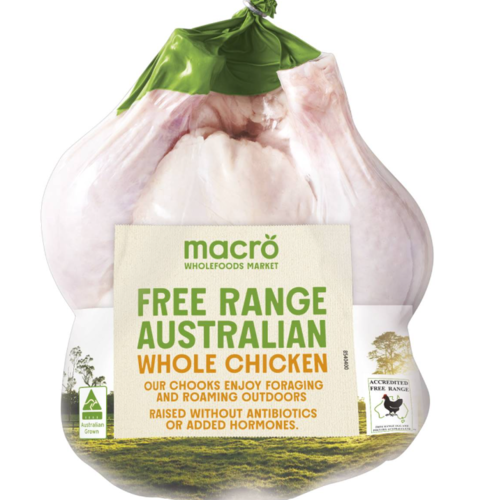 macro
WHOLEFOODS MARKET
FREE RANGE
AUSTRALIAN
WHOLE CHICKEN
OUR CHOOKS ENJOY FORAGING
AND ROAMING OUTDOORS
RAISED WITHOUT ANTIBIOTICS
OR ADDED HORMONES.
Australian
Grown
ACCREDITED
FREE RANGE